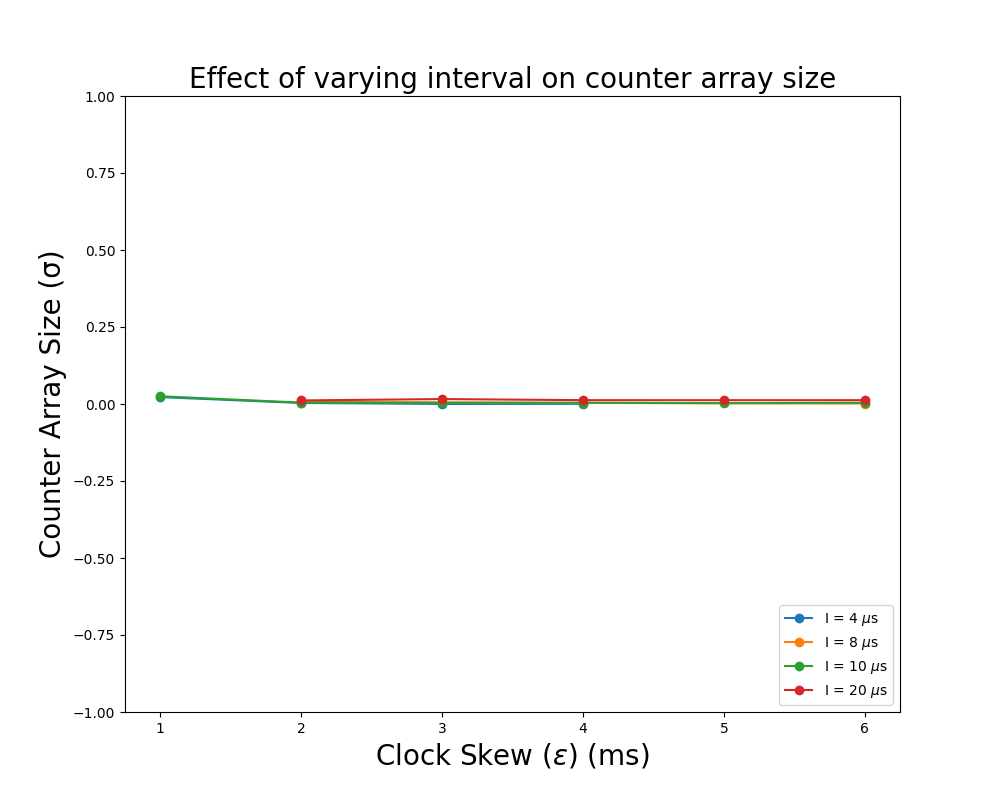 Effect of varying interval on counter array size
1.00
0.75
0.50
0.25
0.00
−0.25
−0.50
−0.75
−1.00
Counter Array Size (σ)
I = 4 μs
I = 8 μs
I = 10 μs
I = 20 μs
1 2 3 4 5 6
Clock Skew (ε) (ms)